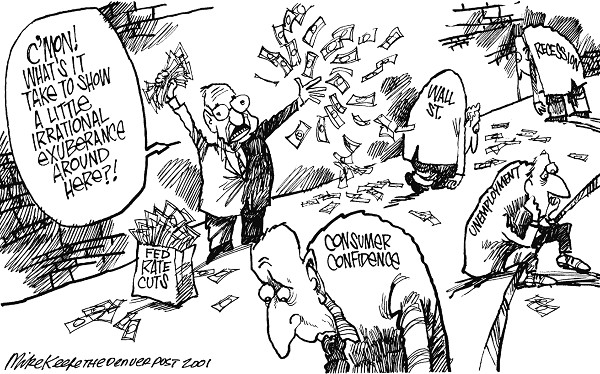 C'MON!
WHAT'S IT
TAKE TO SHOW
A LITTLE
IRRATIONAL
EXUBERANCE
AROUND
HERE?!
FED
RATE
CUTS
CONSUMER
CONFIDENCE
WALL
ST.
RECESSION
UNEMPLOYMENT
MIKE KEEFE THE DENVER POST 2001